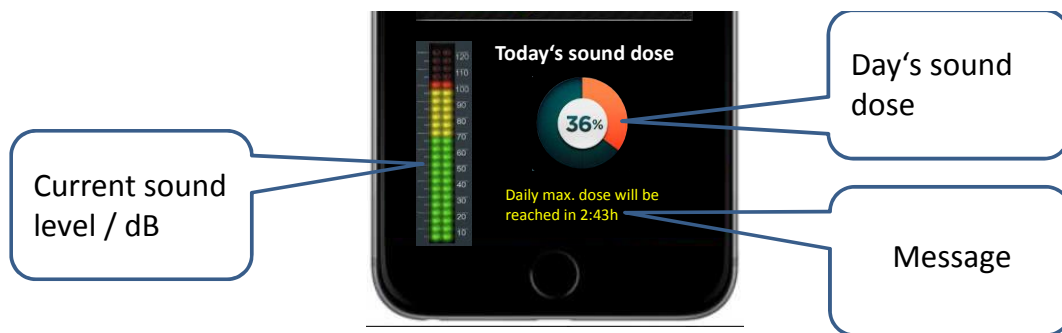 Today‘s sound dose
120
110
100
90
80
70
60
50
40
30
20
10
36%
Daily max. dose will be
reached in 2:43h
Current sound
level / dB
Day‘s sound
dose
Message